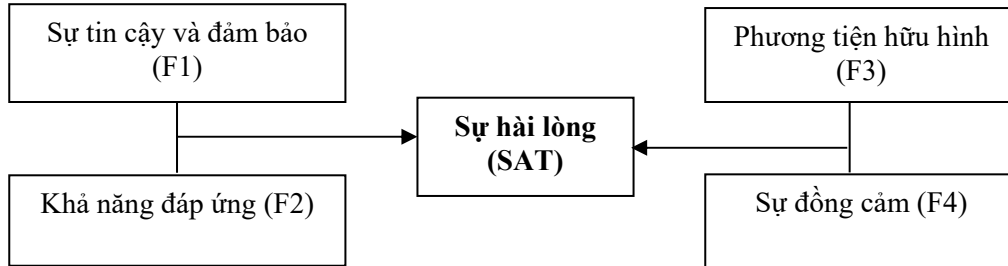 Sự tin cậy và đảm bảo
(F1)
Phương tiện hữu hình
(F3)
Sự hài lòng
(SAT)
Khả năng đáp ứng (F2)
Sự đồng cảm (F4)